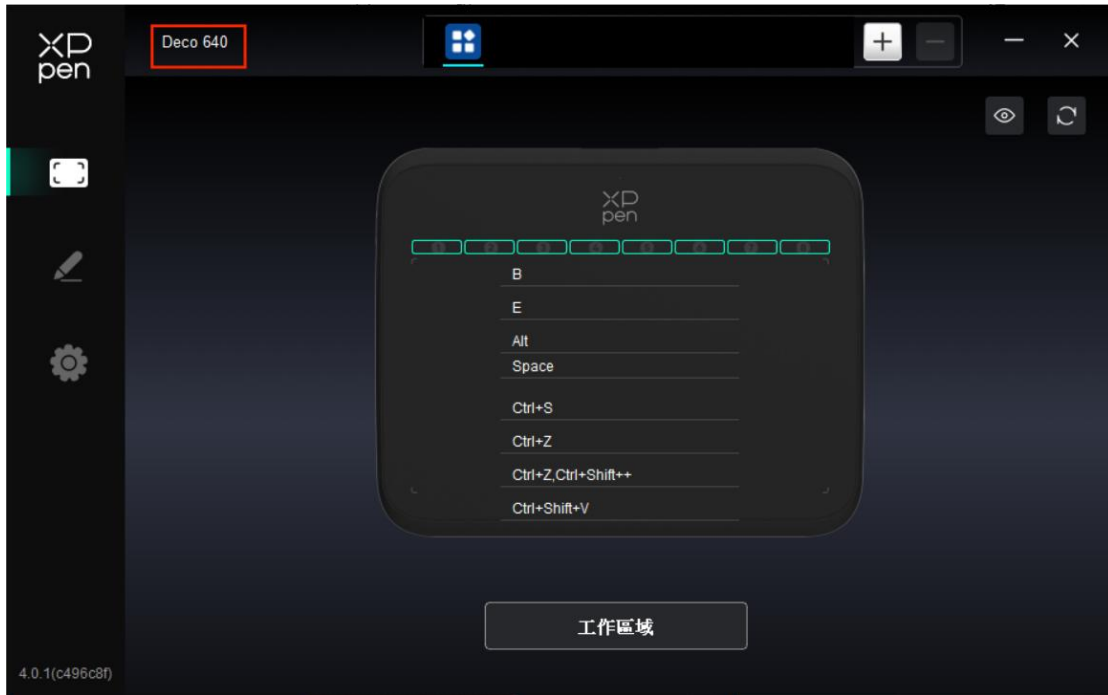 XP
pen
Deco 640
XP
pen
B
E
Alt
Space
Ctrl+S
Ctrl+Z
Ctrl+Z,Ctrl+Shift++
Ctrl+Shift+V
工作區域
4.0.1(c496c8f)